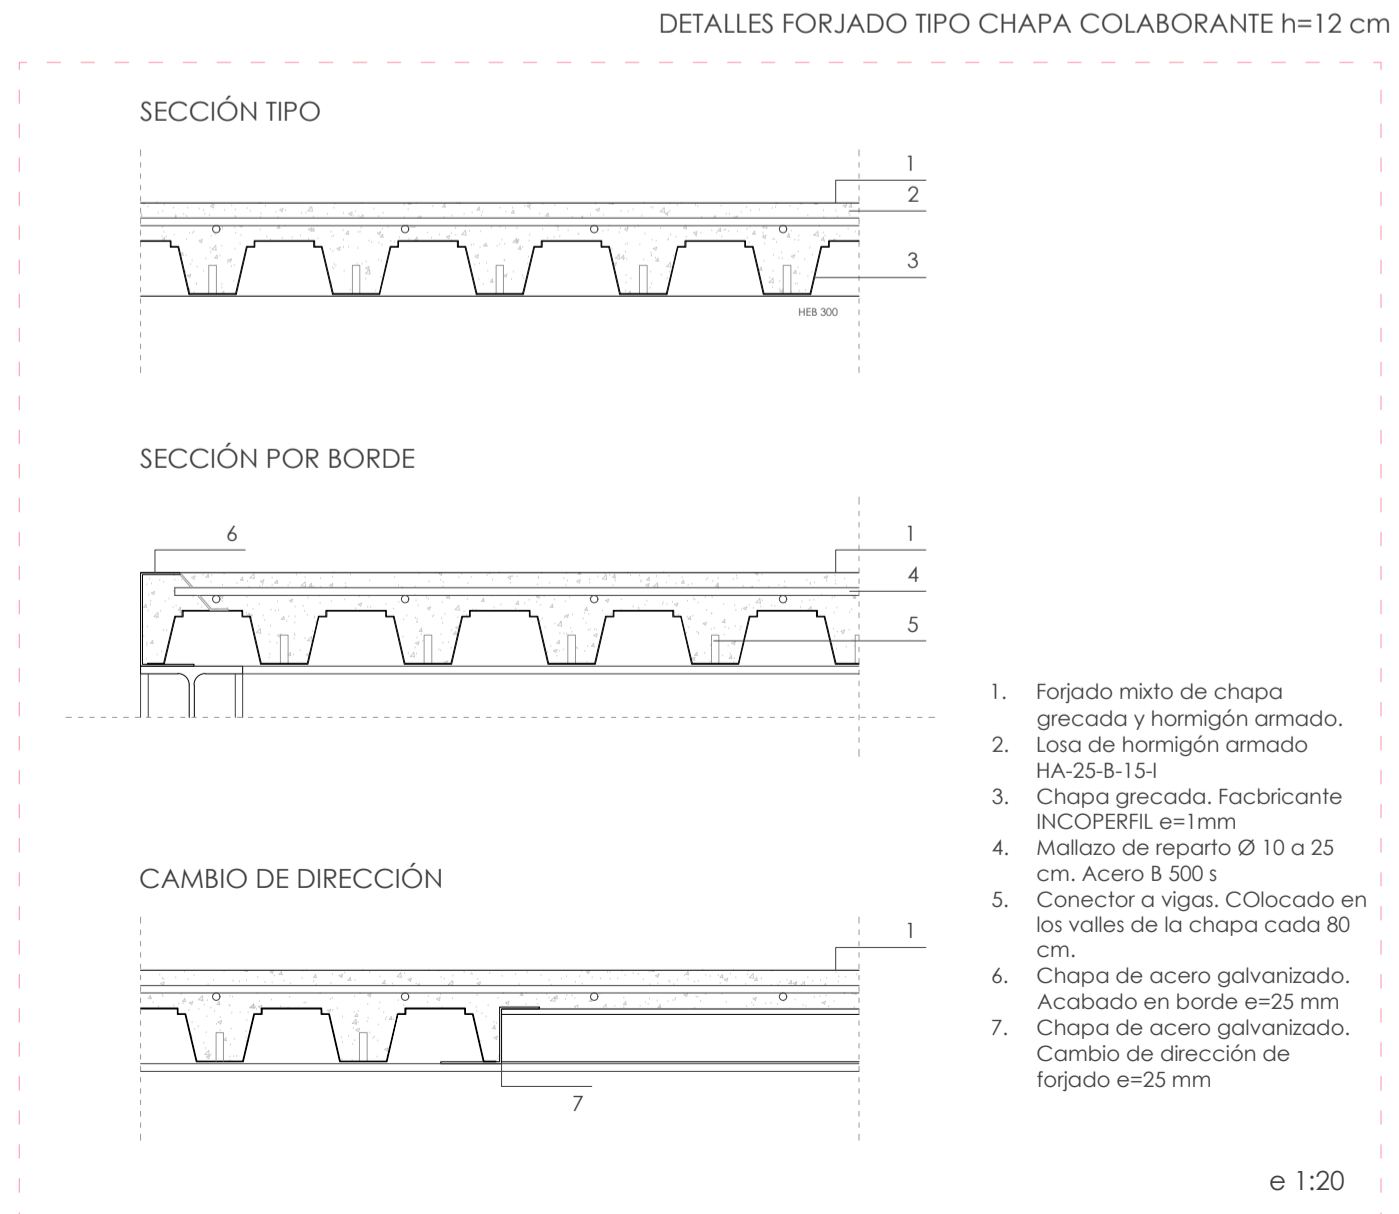 DETALLES FORJADO TIPO CHAPA COLABORANTE h=12 cm
SECCIÓN TIPO
1
2
3
HEB 300
SECCIÓN POR BORDE
6
1
4
5
CAMBIO DE DIRECCIÓN
1
7
1. Forjado mixto de chapa
grecada y hormigón armado.
2. Losa de hormigón armado
HA-25-B-15-I
3. Chapa grecada. Facbricante
INCOPERFIL e=1mm
4. Mallazo de reparto Ø 10 a 25
cm. Acero B 500 s
5. Conector a vigas. COlocado en
los valles de la chapa cada 80
cm.
6. Chapa de acero galvanizado.
Acabado en borde e=25 mm
7. Chapa de acero galvanizado.
Cambio de dirección de
forjado e=25 mm
e 1:20